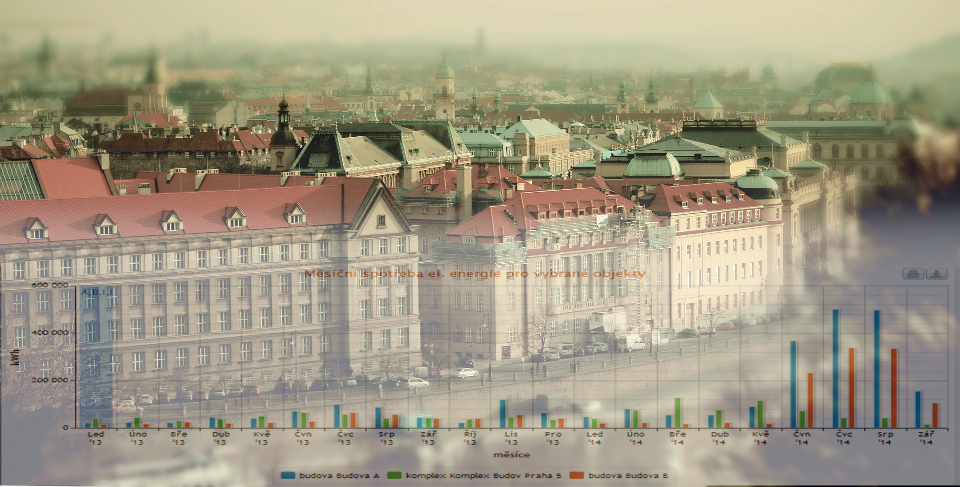 Měsíční spotřeba el. energie pro vybrané objekty
600 000
400 000
200 000
0
kWh
Led '13
Úno '13
Bře '13
Dub '13
Kvě '13
Čvn '13
Čvc '13
Srp '13
Zář '13
Říj '13
Lis '13
Pro '13
Led '14
Úno '14
Bře '14
Dub '14
Kvě '14
Čvn '14
Čvc '14
Srp '14
Zář '14
měsíce
budova Budova A
komplex Komplex Budov Praha 5
budova Budova B